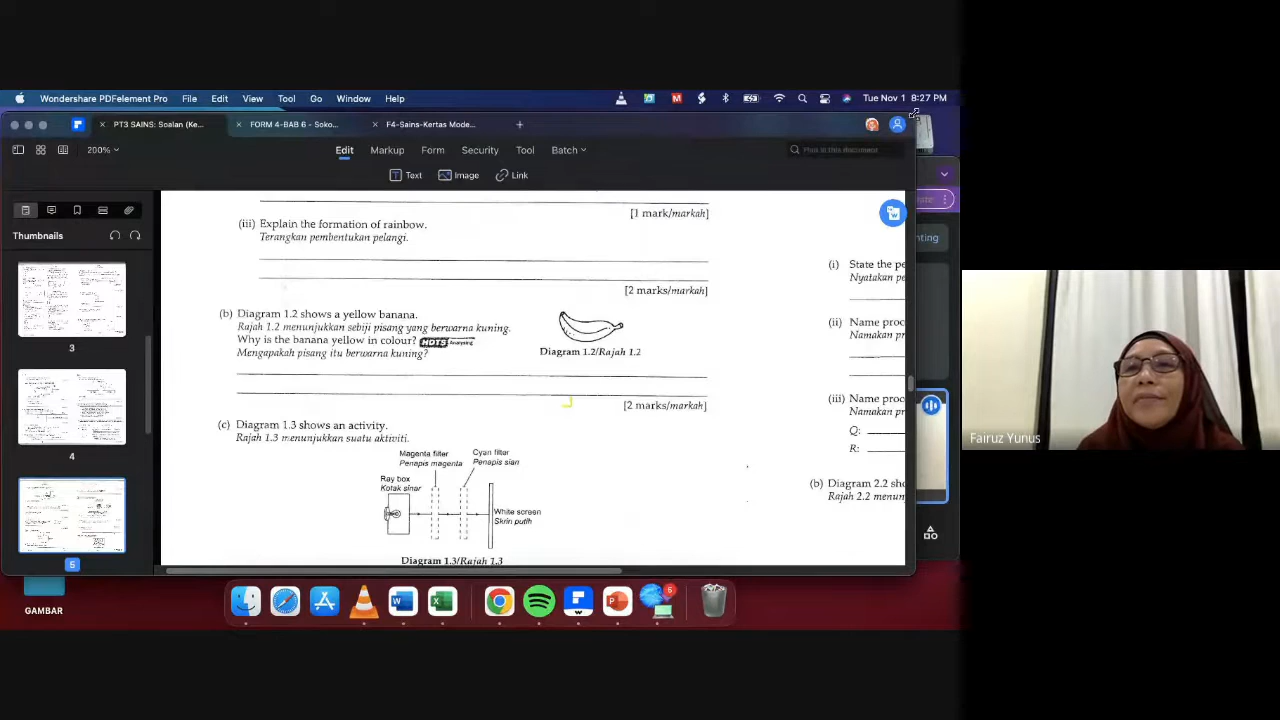 Wondershare PDFelement Pro File Edit View Tool Go Window Help Tue Nov 1 8:27 PM
PT3 SAINS: Soalan (Ke... FORM 4-BAB 6 - Soko... F4-Sains-Kertas Mode...
200% Edit Markup Form Security Tool Batch
Text Image Link
Thumbnails
3
4
5
[1 mark/markah]
(iii) Explain the formation of rainbow.
Terangkan pembentukan pelangi.
[2 marks/markah]
(b) Diagram 1.2 shows a yellow banana.
Rajah 1.2 menunjukkan sebiji pisang yang berwarna kuning.
Why is the banana yellow in colour? HOTS Analysing
Mengapakah pisang itu berwarna kuning?
Diagram 1.2/Rajah 1.2
[2 marks/markah]
(c) Diagram 1.3 shows an activity.
Rajah 1.3 menunjukkan suatu aktiviti.
Magenta filter
Penapis magenta
Cyan filter
Penapis sian
Ray box
Kotak sinar
White screen
Skrin putih
Diagram 1.3/Rajah 1.3
(i) State the pe
Nyatakan pe
(ii) Name proc
Namakan pr
(iii) Name proc
Namakan pr
Q:
R:
(b) Diagram 2.2 sho
Rajah 2.2 menun
nting
GAMBAR
5
Fairuz Yunus